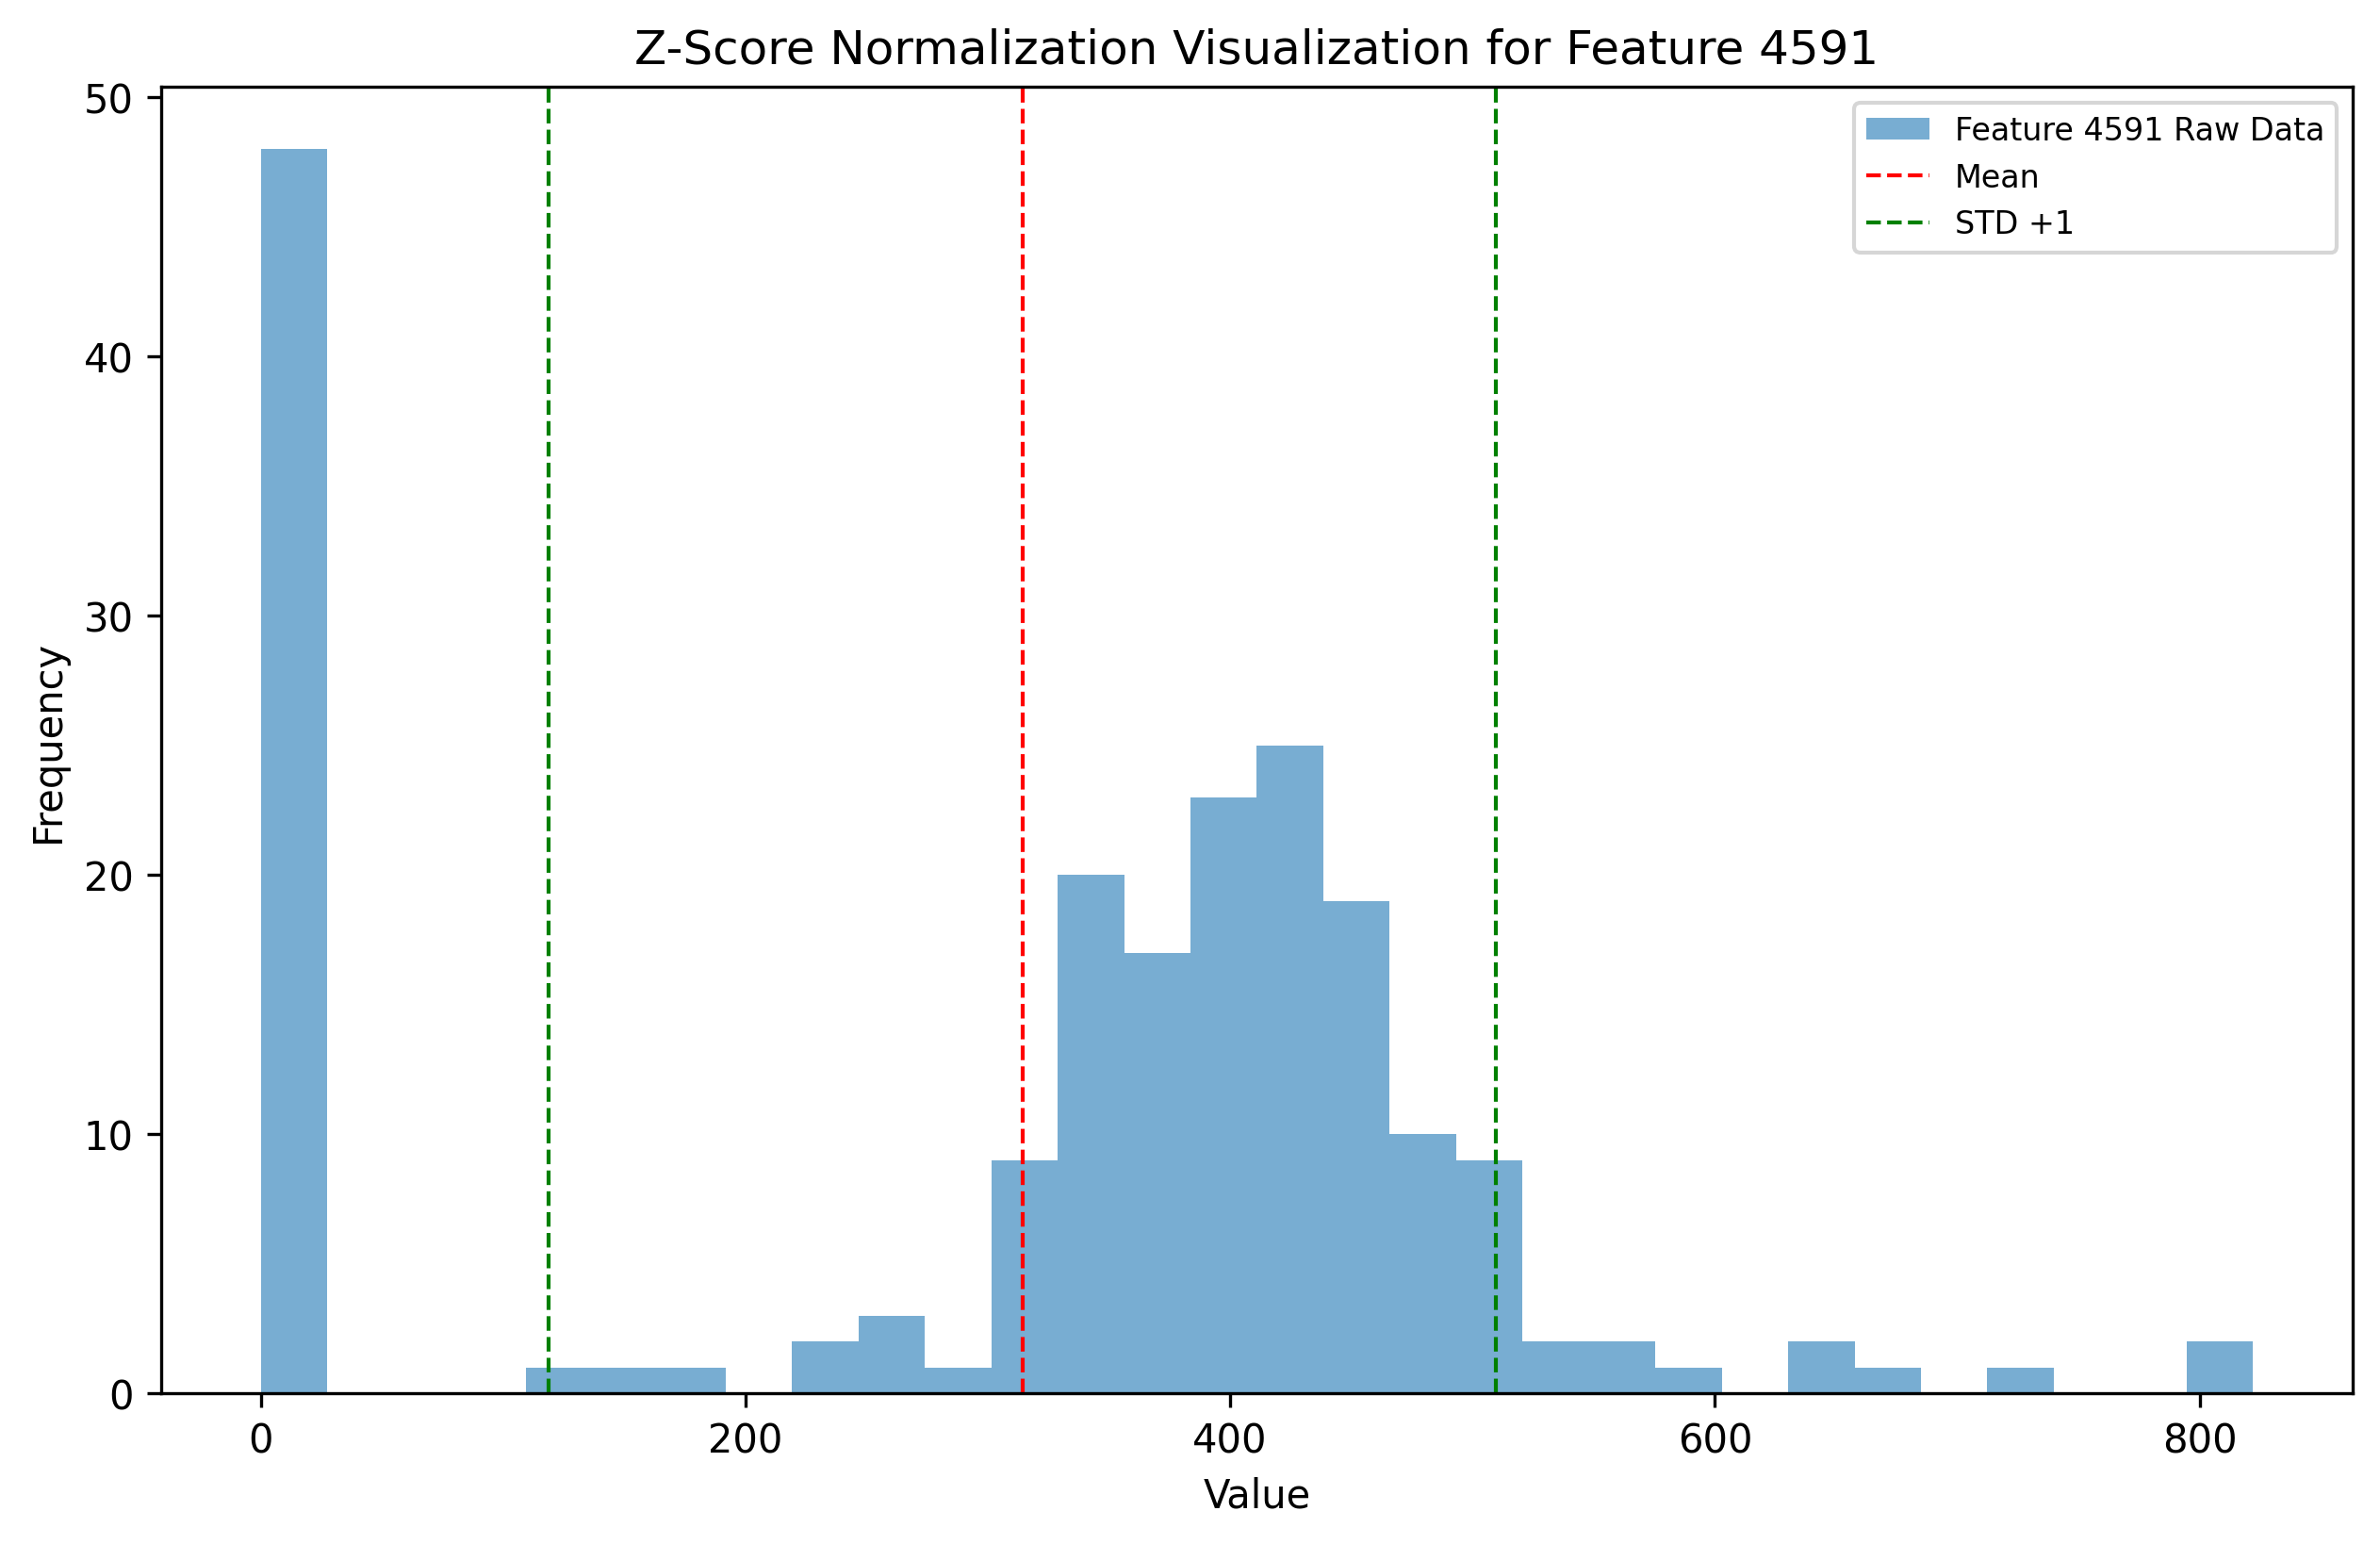 Z-Score Normalization Visualization for Feature 4591
Feature 4591 Raw Data
Mean
STD +1
50
40
30
20
10
0
Frequency
0 200 400 600 800
Value